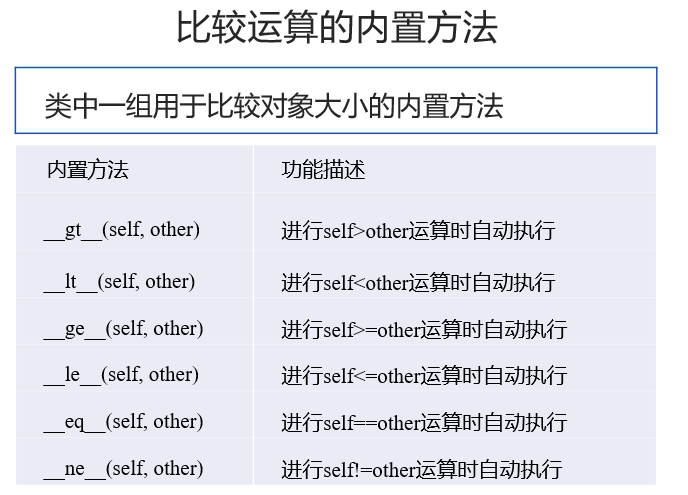 比较运算的内置方法
类中一组用于比较对象大小的内置方法
内置方法 功能描述
__gt__(self, other) 进行self>other运算时自动执行
__lt__(self, other) 进行self<other运算时自动执行
__ge__(self, other) 进行self>=other运算时自动执行
__le__(self, other) 进行self<=other运算时自动执行
__eq__(self, other) 进行self==other运算时自动执行
__ne__(self, other) 进行self!=other运算时自动执行